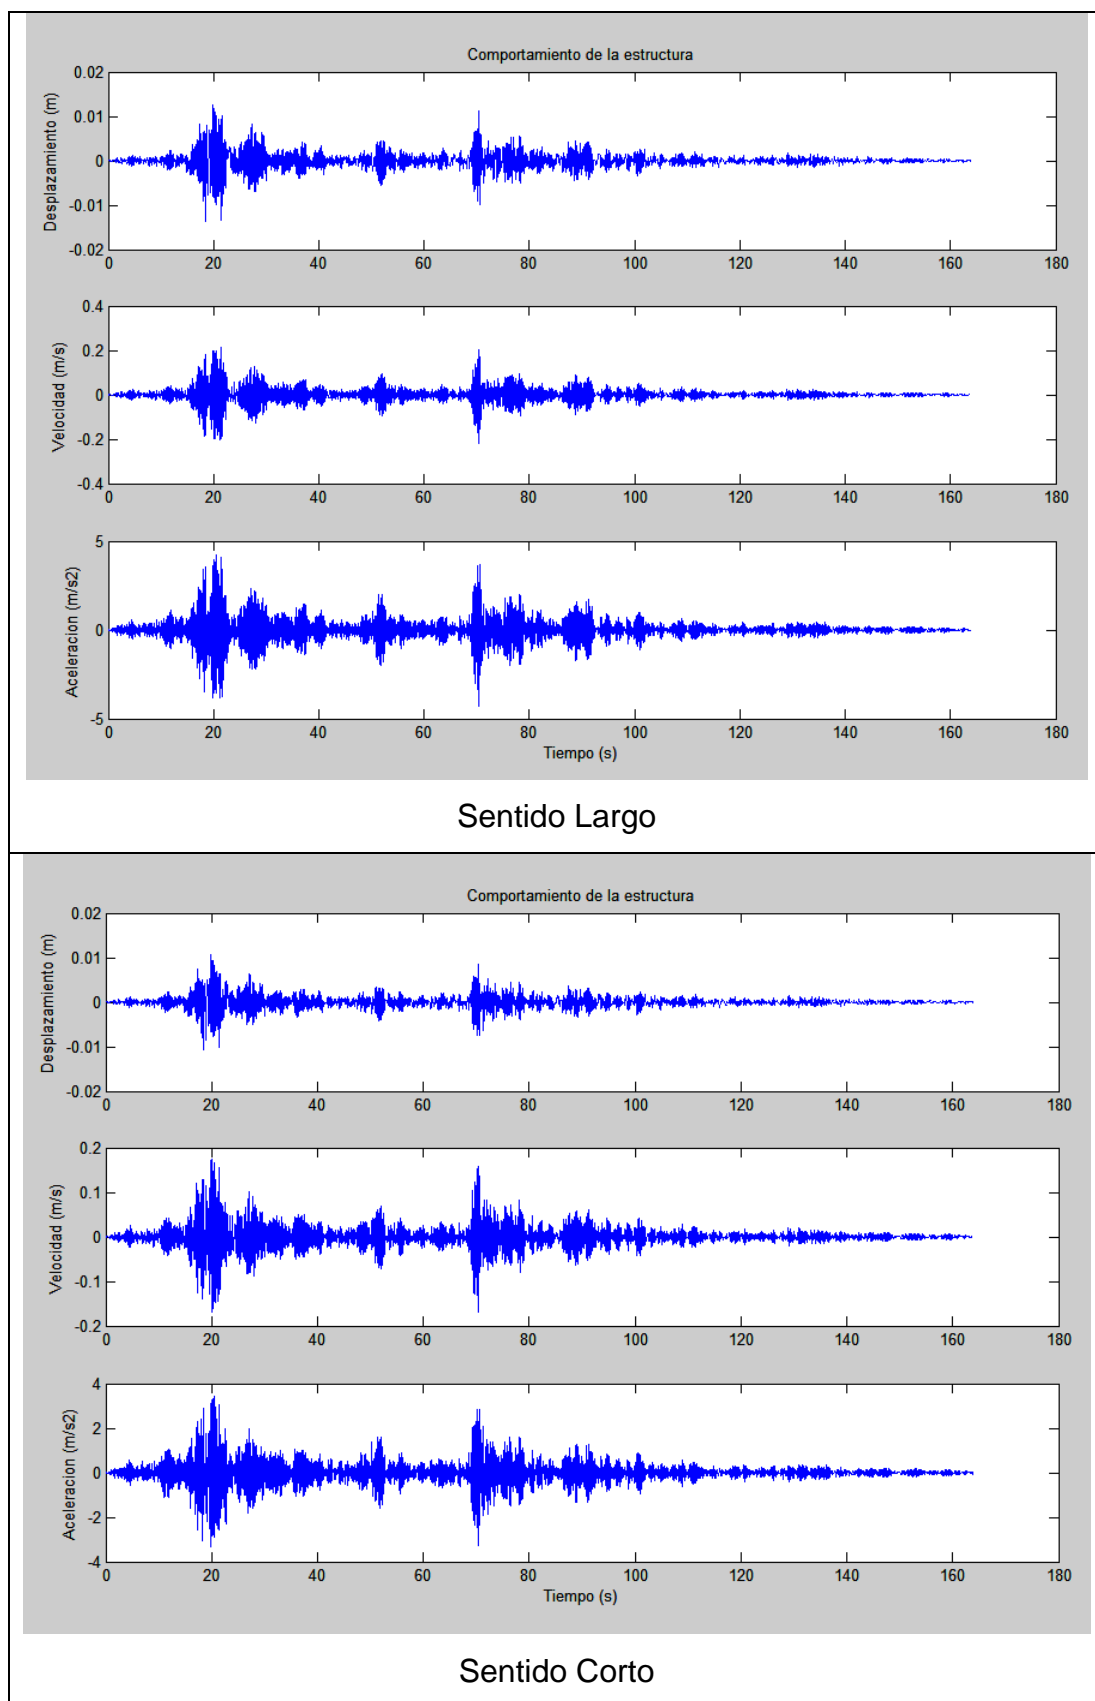 Comportamiento de la estructura
Desplazamiento (m)
0.02
0.01
0
-0.01
-0.02
0 20 40 60 80 100 120 140 160 180
Velocidad (m/s)
0.4
0.2
0
-0.2
-0.4
0 20 40 60 80 100 120 140 160 180
Aceleracion (m/s2)
5
0
-5
0 20 40 60 80 100 120 140 160 180
Tiempo (s)
Sentido Largo
Comportamiento de la estructura
Desplazamiento (m)
0.02
0.01
0
-0.01
-0.02
0 20 40 60 80 100 120 140 160 180
Velocidad (m/s)
0.2
0.1
0
-0.1
-0.2
0 20 40 60 80 100 120 140 160 180
Aceleracion (m/s2)
4
2
0
-2
-4
0 20 40 60 80 100 120 140 160 180
Tiempo (s)
Sentido Corto